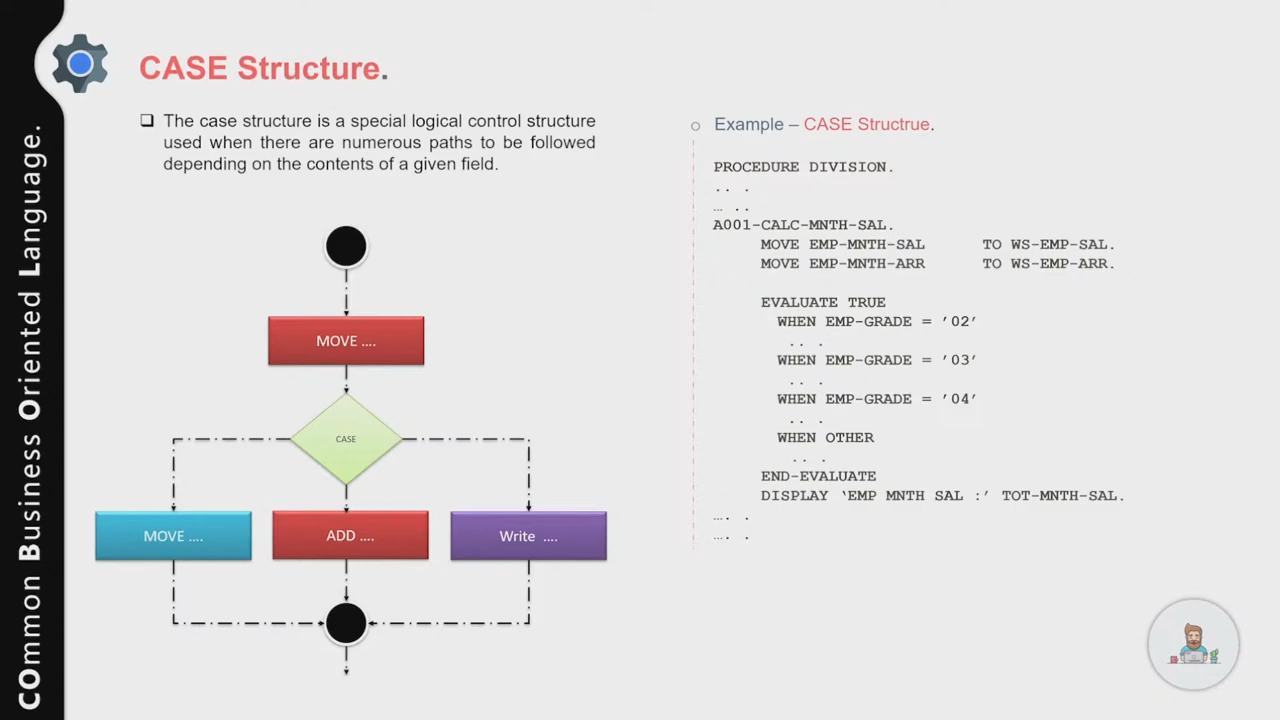 COmmon Business Oriented Language.
CASE Structure.
❑ The case structure is a special logical control structure
used when there are numerous paths to be followed
depending on the contents of a given field.
MOVE ....
CASE
MOVE ....
ADD ....
Write ....
○ Example – CASE Structrue.
PROCEDURE DIVISION.
.. .
… ..
A001-CALC-MNTH-SAL.
MOVE EMP-MNTH-SAL TO WS-EMP-SAL.
MOVE EMP-MNTH-ARR TO WS-EMP-ARR.
EVALUATE TRUE
WHEN EMP-GRADE = ’02’
.. .
WHEN EMP-GRADE = ’03’
.. .
WHEN EMP-GRADE = ’04’
.. .
WHEN OTHER
.. .
END-EVALUATE
DISPLAY ‘EMP MNTH SAL :’ TOT-MNTH-SAL.
…. .
…. .